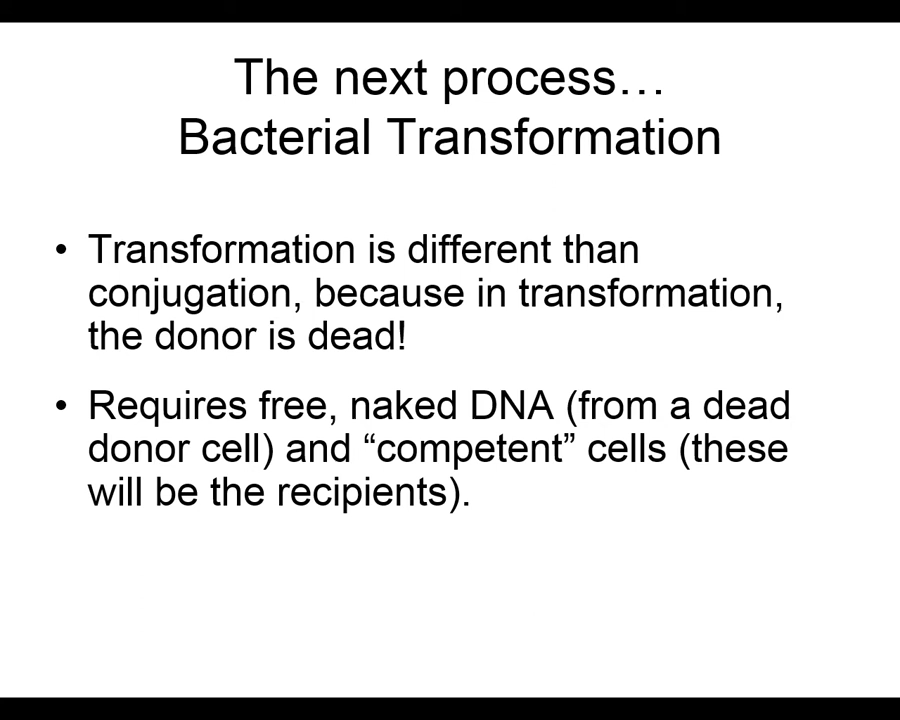 The next process…
Bacterial Transformation
• Transformation is different than
conjugation, because in transformation,
the donor is dead!
• Requires free, naked DNA (from a dead
donor cell) and “competent” cells (these
will be the recipients).